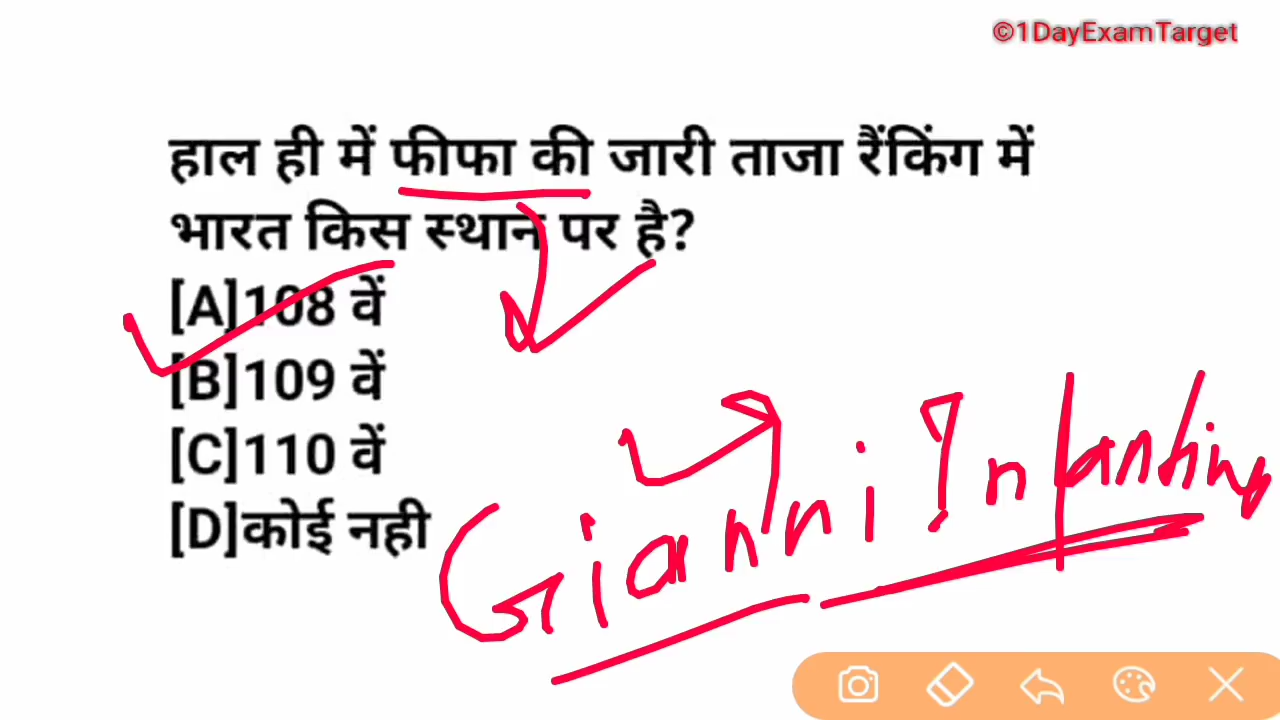 ©1DayExamTarget
हाल ही में फीफा की जारी ताजा रैंकिंग में
भारत किस स्थान पर है?
[A]108 वें
[B]109 वें
[C]110 वें
[D]कोई नही
Gianni Infantino